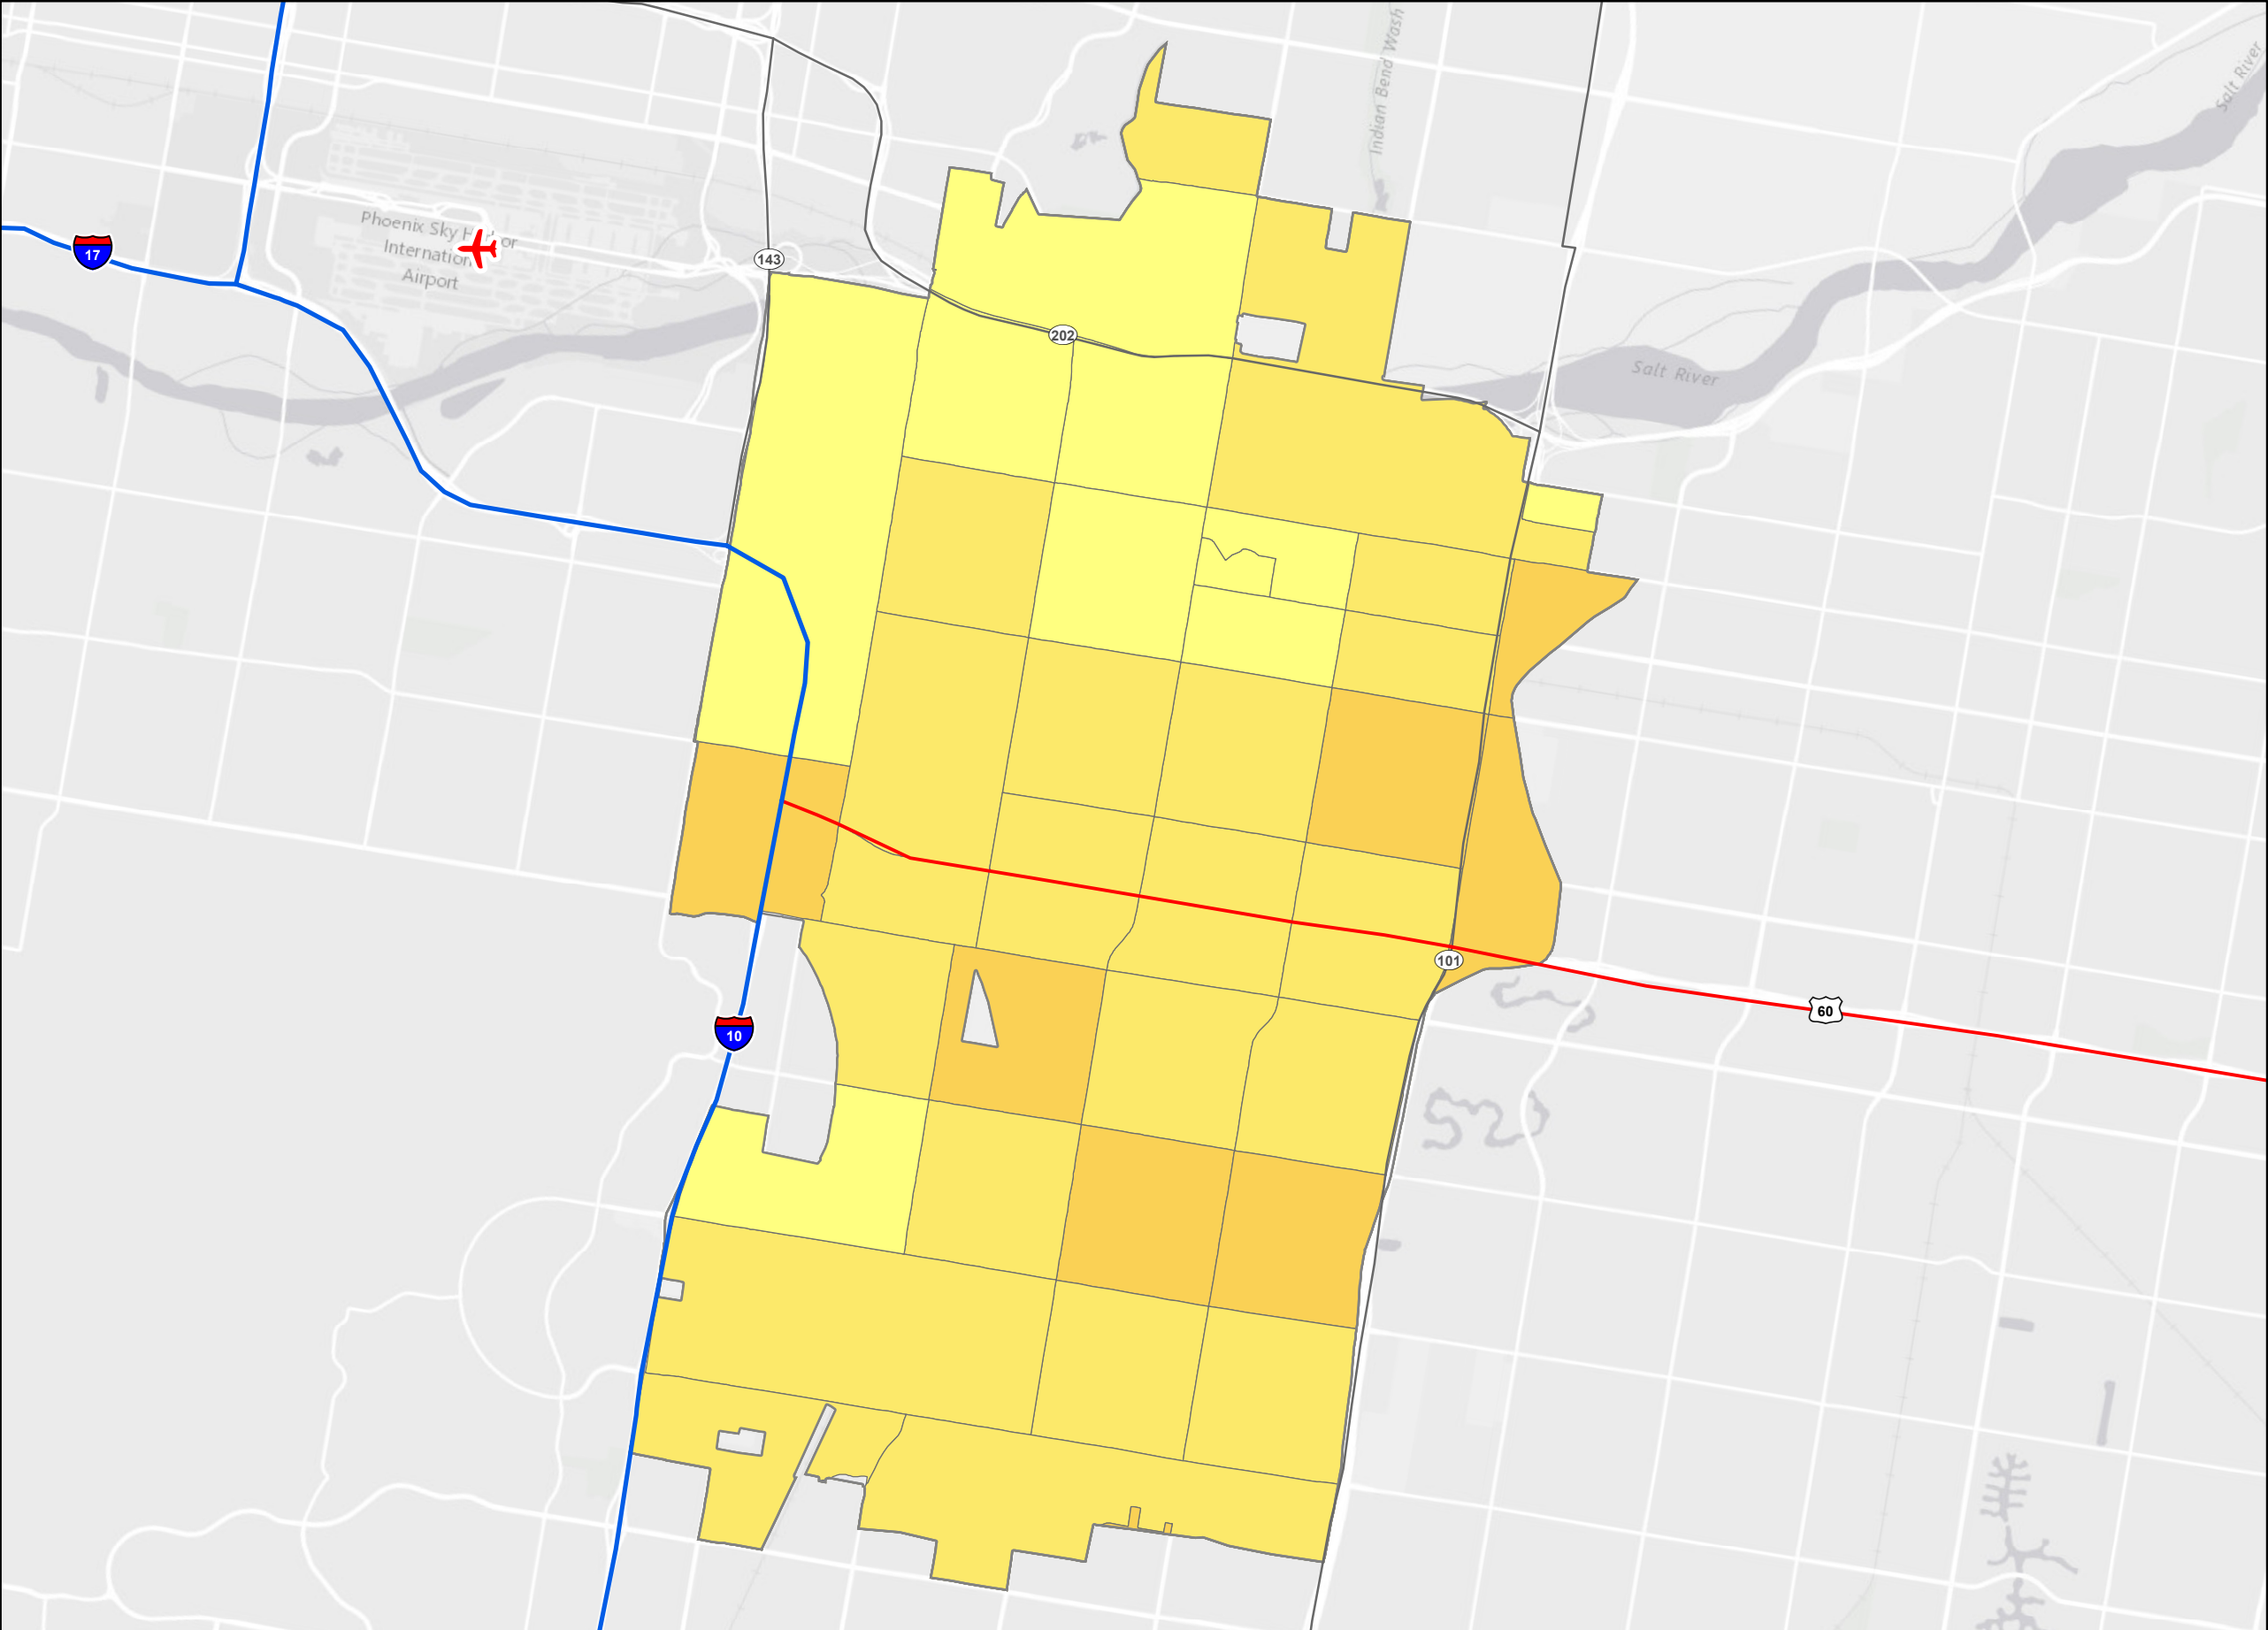 Indian Bend Wash
Salt River
Phoenix Sky Harbor
International
Airport
17
143
202
Salt River
101
60
10